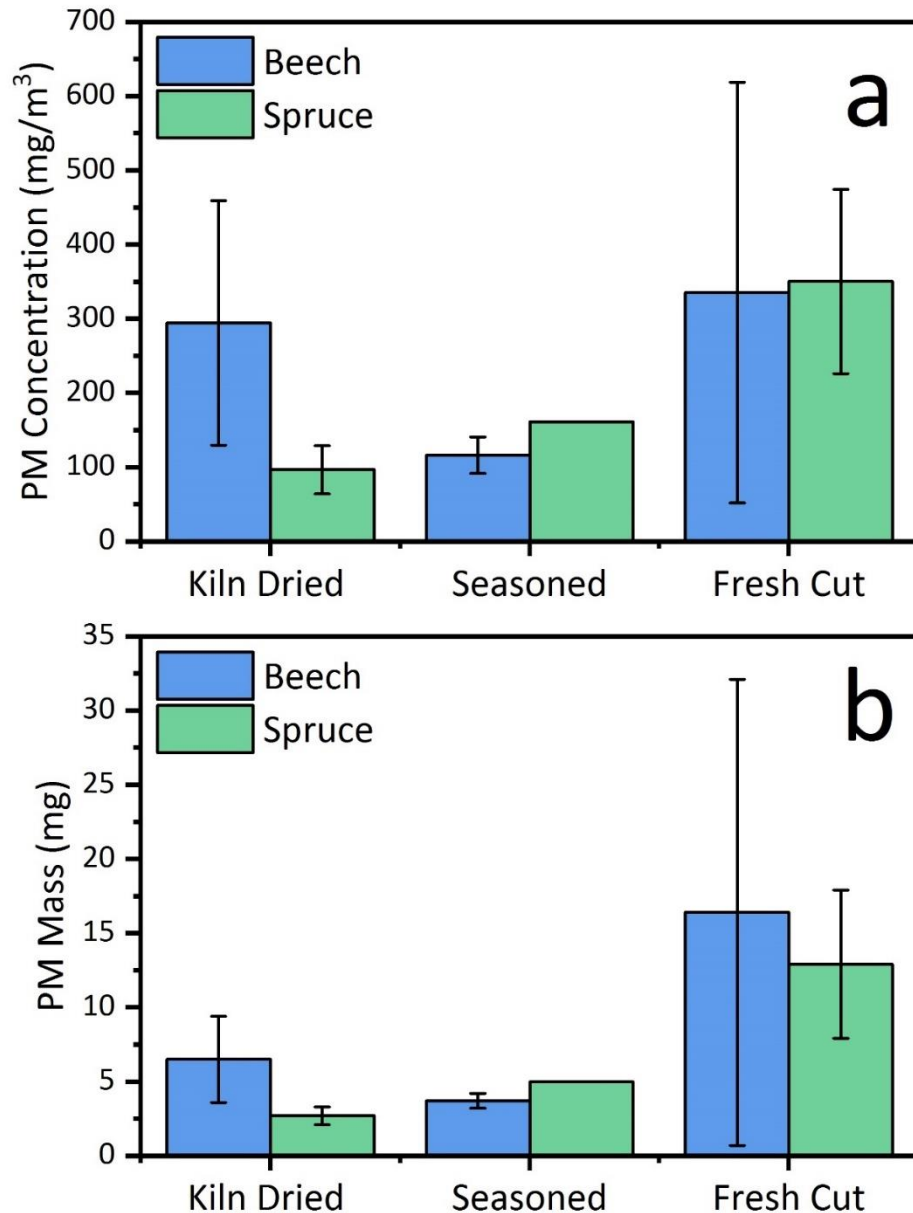 700
600
500
400
300
200
100
0
PM Concentration (mg/m³)
Beech
Spruce
a
Kiln Dried Seasoned Fresh Cut
35
30
25
20
15
10
5
0
PM Mass (mg)
Beech
Spruce
b
Kiln Dried Seasoned Fresh Cut